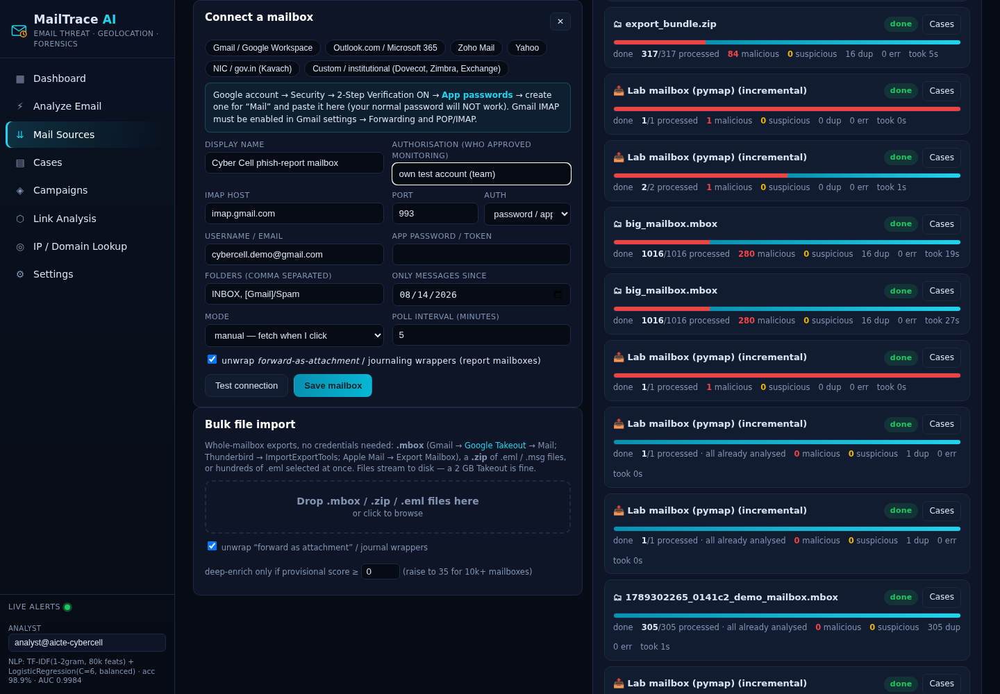 MailTrace AI
EMAIL THREAT · GEOLOCATION ·
FORENSICS
Dashboard
Analyze Email
Mail Sources
Cases
Campaigns
Link Analysis
IP / Domain Lookup
Settings
LIVE ALERTS
ANALYST
analyst@aicte-cybercell
NLP: TF-IDF(1-2gram, 80k feats) +
LogisticRegression(C=6, balanced) · acc
98.9% · AUC 0.9984
Connect a mailbox
✕
Gmail / Google Workspace
Outlook.com / Microsoft 365
Zoho Mail
Yahoo
NIC / gov.in (Kavach)
Custom / institutional (Dovecot, Zimbra, Exchange)
Google account → Security → 2-Step Verification ON → App passwords → create
one for “Mail” and paste it here (your normal password will NOT work). Gmail IMAP
must be enabled in Gmail settings → Forwarding and POP/IMAP.
DISPLAY NAME
Cyber Cell phish-report mailbox
AUTHORISATION (WHO APPROVED
MONITORING)
own test account (team)
IMAP HOST
imap.gmail.com
PORT
993
AUTH
password / app
USERNAME / EMAIL
cybercell.demo@gmail.com
APP PASSWORD / TOKEN
FOLDERS (COMMA SEPARATED)
INBOX, [Gmail]/Spam
ONLY MESSAGES SINCE
08/14/2026
MODE
manual — fetch when I click
POLL INTERVAL (MINUTES)
5
unwrap forward-as-attachment / journaling wrappers (report mailboxes)
Test connection
Save mailbox
Bulk file import
Whole-mailbox exports, no credentials needed: .mbox (Gmail → Google Takeout → Mail;
Thunderbird → ImportExportTools; Apple Mail → Export Mailbox), a .zip of .eml / .msg files,
or hundreds of .eml selected at once. Files stream to disk — a 2 GB Takeout is fine.
Drop .mbox / .zip / .eml files here
or click to browse
unwrap “forward as attachment” / journal wrappers
deep-enrich only if provisional score ≥ 0 (raise to 35 for 10k+ mailboxes)
export_bundle.zip done Cases
done 317/317 processed 84 malicious 0 suspicious 16 dup 0 err took 5s
Lab mailbox (pymap) (incremental) done Cases
done 1/1 processed 1 malicious 0 suspicious 0 dup 0 err took 0s
Lab mailbox (pymap) (incremental) done Cases
done 2/2 processed 1 malicious 0 suspicious 0 dup 0 err took 1s
big_mailbox.mbox done Cases
done 1016/1016 processed 280 malicious 0 suspicious 16 dup 0 err took 19s
big_mailbox.mbox done Cases
done 1016/1016 processed 280 malicious 0 suspicious 16 dup 0 err took 27s
Lab mailbox (pymap) (incremental) done Cases
done 1/1 processed 1 malicious 0 suspicious 0 dup 0 err took 0s
Lab mailbox (pymap) (incremental) done Cases
done 1/1 processed · all already analysed 0 malicious 0 suspicious 1 dup 0 err
took 0s
Lab mailbox (pymap) (incremental) done Cases
done 1/1 processed · all already analysed 0 malicious 0 suspicious 1 dup 0 err
took 0s
1789302265_0141c2_demo_mailbox.mbox done Cases
done 305/305 processed · all already analysed 0 malicious 0 suspicious 305 dup
0 err took 1s
Lab mailbox (pymap) (incremental) done Cases